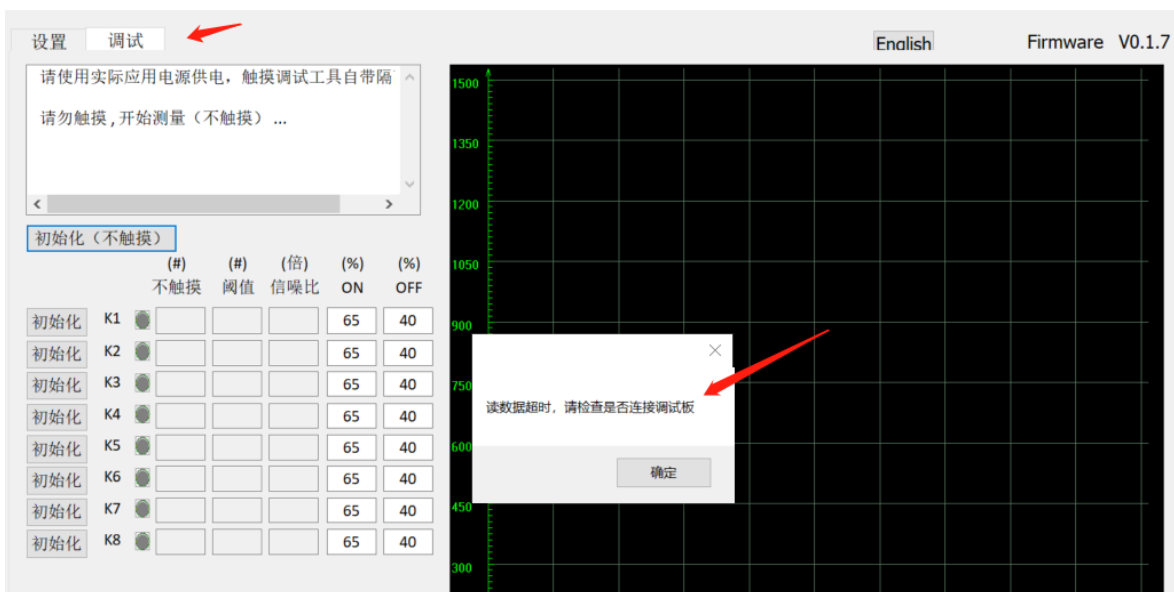 设置 调试 English Firmware V0.1.7
请使用实际应用电源供电，触摸调试工具自带隔
请勿触摸,开始测量（不触摸） ...
初始化（不触摸）
(#) (#) (倍) (%) (%)
不触摸 阈值 信噪比 ON OFF
初始化 K1 65 40
初始化 K2 65 40
初始化 K3 65 40
初始化 K4 65 40
初始化 K5 65 40
初始化 K6 65 40
初始化 K7 65 40
初始化 K8 65 40
1500
1350
1200
1050
900
750
600
450
300
读数据超时，请检查是否连接调试板
确定